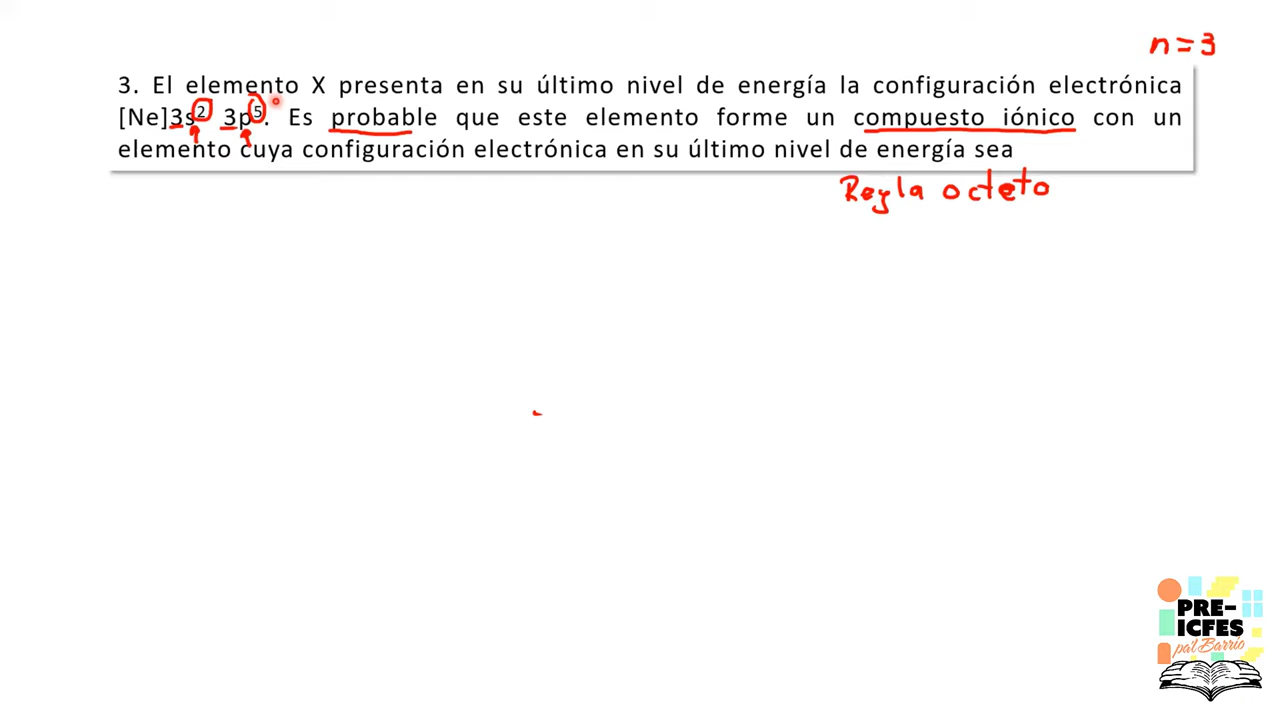 n = 3
3. El elemento X presenta en su último nivel de energía la configuración electrónica
[Ne]3s² 3p⁵. Es probable que este elemento forme un compuesto iónico con un
elemento cuya configuración electrónica en su último nivel de energía sea
Regla octeto
PRE-
ICFES
pa'l Barrio